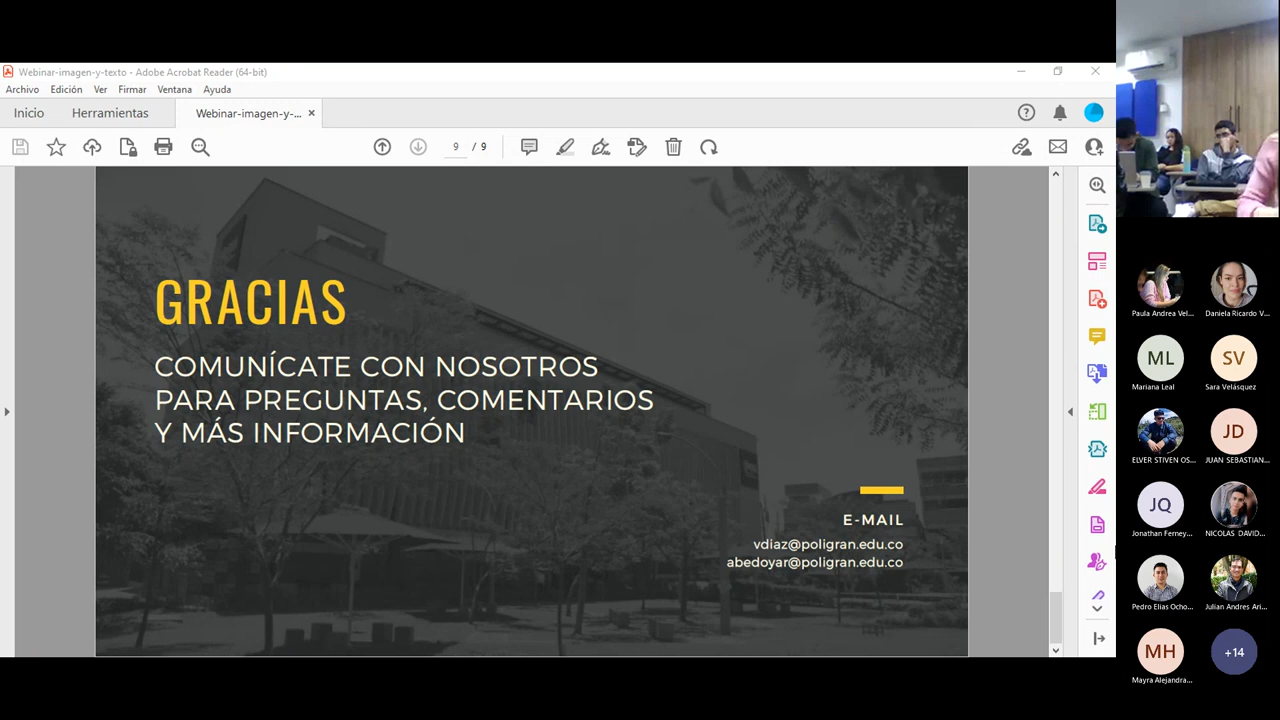 Webinar-imagen-y-texto - Adobe Acrobat Reader (64-bit)
Archivo Edición Ver Firmar Ventana Ayuda
Inicio Herramientas Webinar-imagen-y-...
9 / 9
GRACIAS
COMUNÍCATE CON NOSOTROS
PARA PREGUNTAS, COMENTARIOS
Y MÁS INFORMACIÓN
E-MAIL
vdiaz@poligran.edu.co
abedoyar@poligran.edu.co
Paula Andrea Vel... Daniela Ricardo V...
ML SV
Mariana Leal Sara Velásquez
JD
ELVER STIVEN OS... JUAN SEBASTIAN...
JQ
Jonathan Ferney... NICOLAS DAVID...
Pedro Elias Ocho... Julian Andres Ari...
MH +14
Mayra Alejandra...